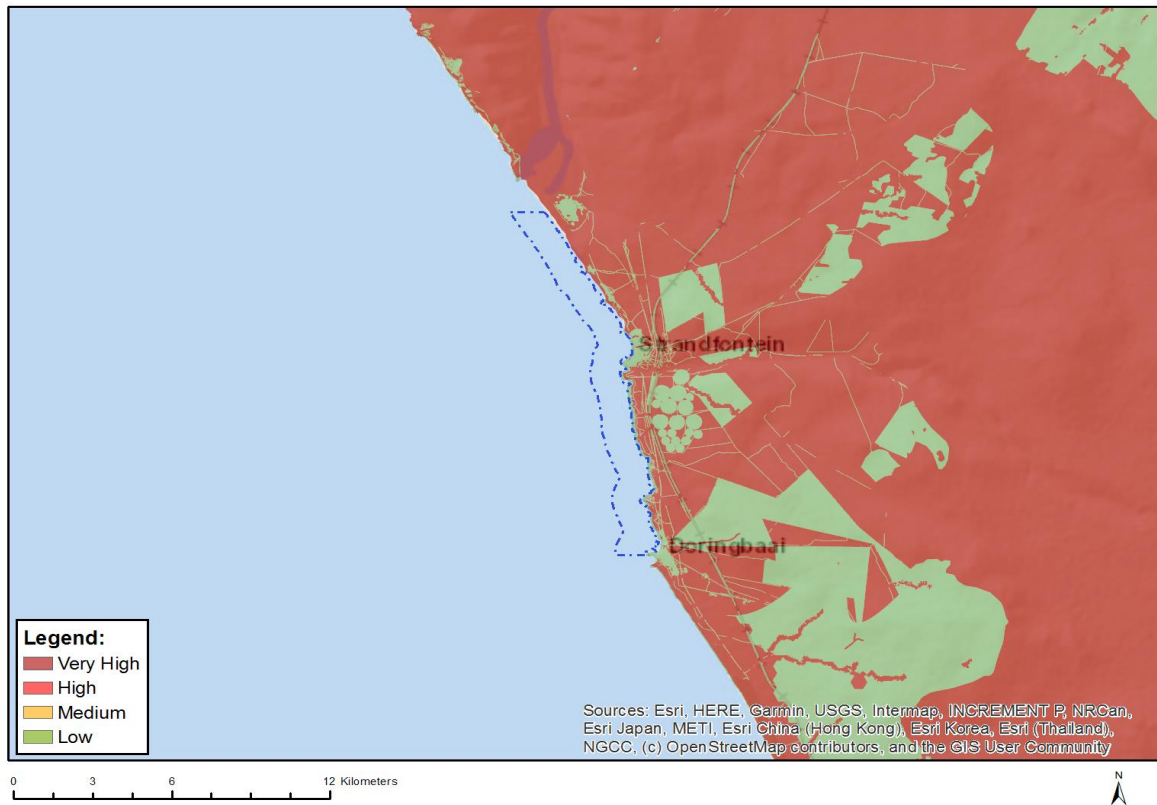 Strandfontein
Doringbaai
Legend:
Very High
High
Medium
Low
Sources: Esri, HERE, Garmin, USGS, Intermap, INCREMENT P, NRCan,
Esri Japan, METI, Esri China (Hong Kong), Esri Korea, Esri (Thailand),
NGCC, (c) OpenStreetMap contributors, and the GIS User Community
0 3 6 12 Kilometers
N